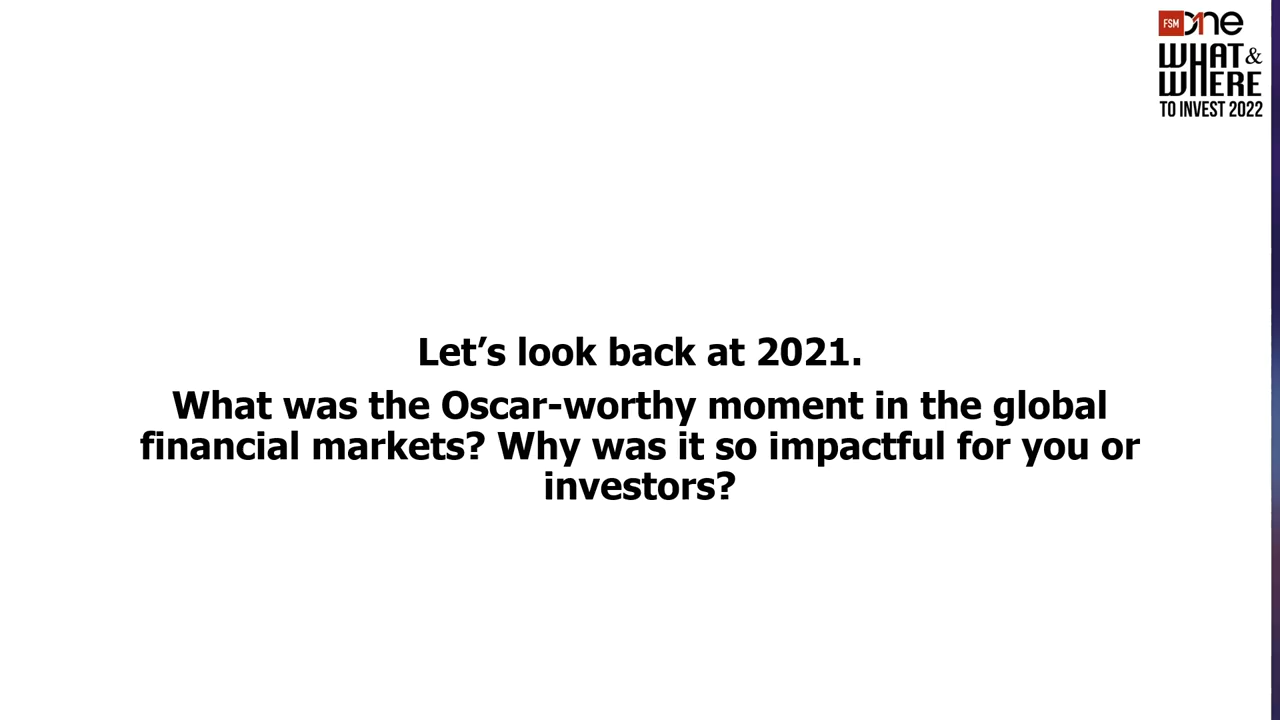 FSM One
WHAT &
WHERE
TO INVEST 2022
Let’s look back at 2021.
What was the Oscar-worthy moment in the global
financial markets? Why was it so impactful for you or
investors?